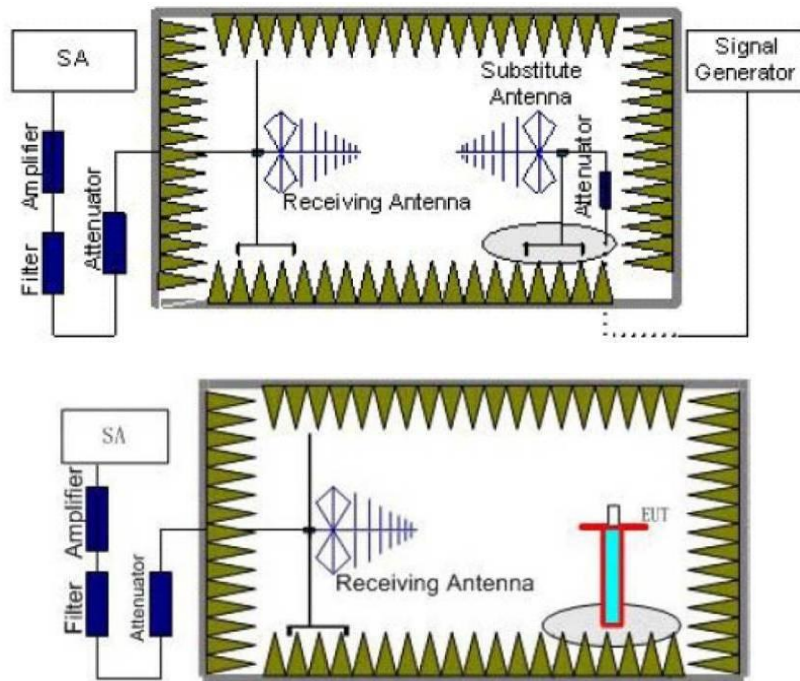 SA
Signal
Generator
Substitute
Antenna
Amplifier
Attenuator
Attenuator
Receiving Antenna
Filter
SA
EUT
Amplifier
Receiving Antenna
Filter
Attenuator